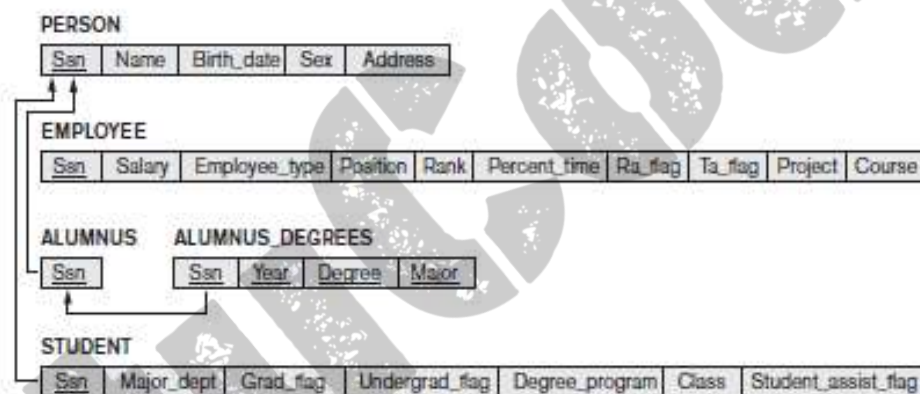 PERSON
Ssn Name Birth_date Sex Address
EMPLOYEE
Ssn Salary Employee_type Position Rank Percent_time Ra_flag Ta_flag Project Course
ALUMNUS ALUMNUS_DEGREES
Ssn Ssn Year Degree Major
STUDENT
Ssn Major_dept Grad_flag Undergrad_flag Degree_program Class Student_assist_flag